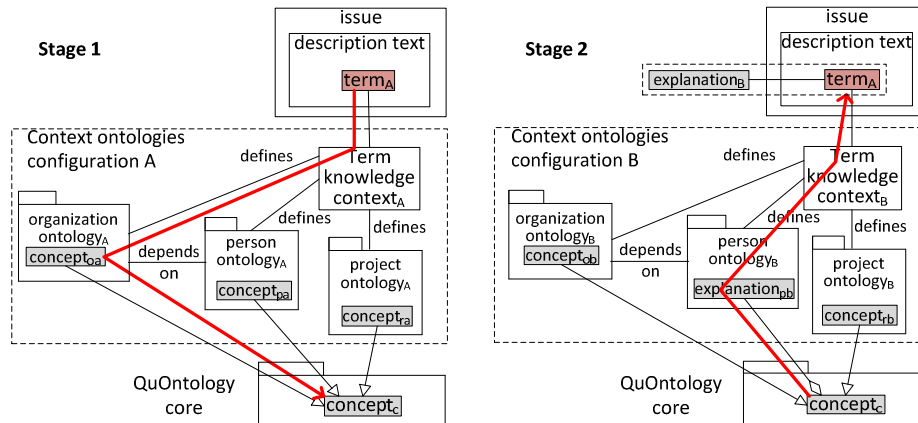 Stage 1
issue
description text
termA
Context ontologies
configuration A
defines
Term
knowledge
contextA
defines
defines
organization
ontologyA
conceptoa
depends
on
person
ontologyA
conceptpa
project
ontologyA
conceptra
QuOntology
core
conceptc
Stage 2
issue
description text
explanationB
termA
Context ontologies
configuration B
defines
Term
knowledge
contextB
defines
defines
organization
ontologyB
conceptob
depends
on
person
ontologyB
explanationpb
project
ontologyB
conceptrb
QuOntology
core
conceptc